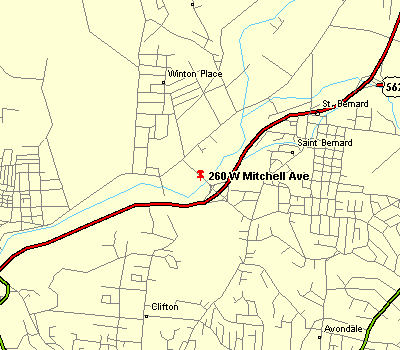 Winton Place
562
St. Bernard
Saint Bernard
260 W Mitchell Ave
Clifton
Avondale